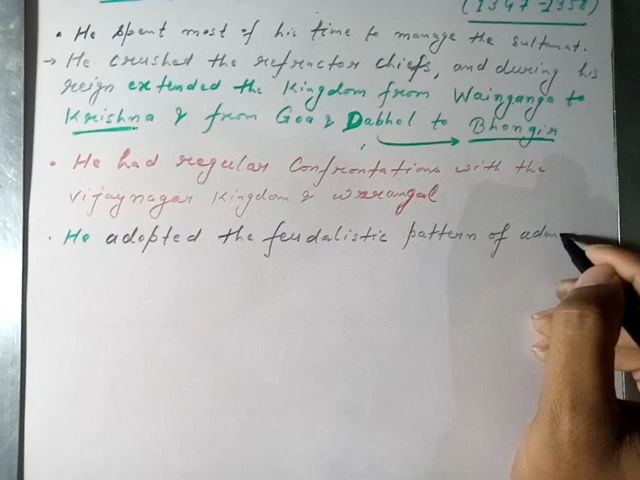 (1347-1358)
• He spent most of his time to manage the sultunat.
→ He crushed the refractor chiefs, and during his
reign extended the Kingdom from Wainganga to
Krishna & from Goa & Dabhol to Bhongir
• He had regular Confrontations with the
vijaynagar Kingdom & warangal
• He adopted the feudalistic pattern of adm